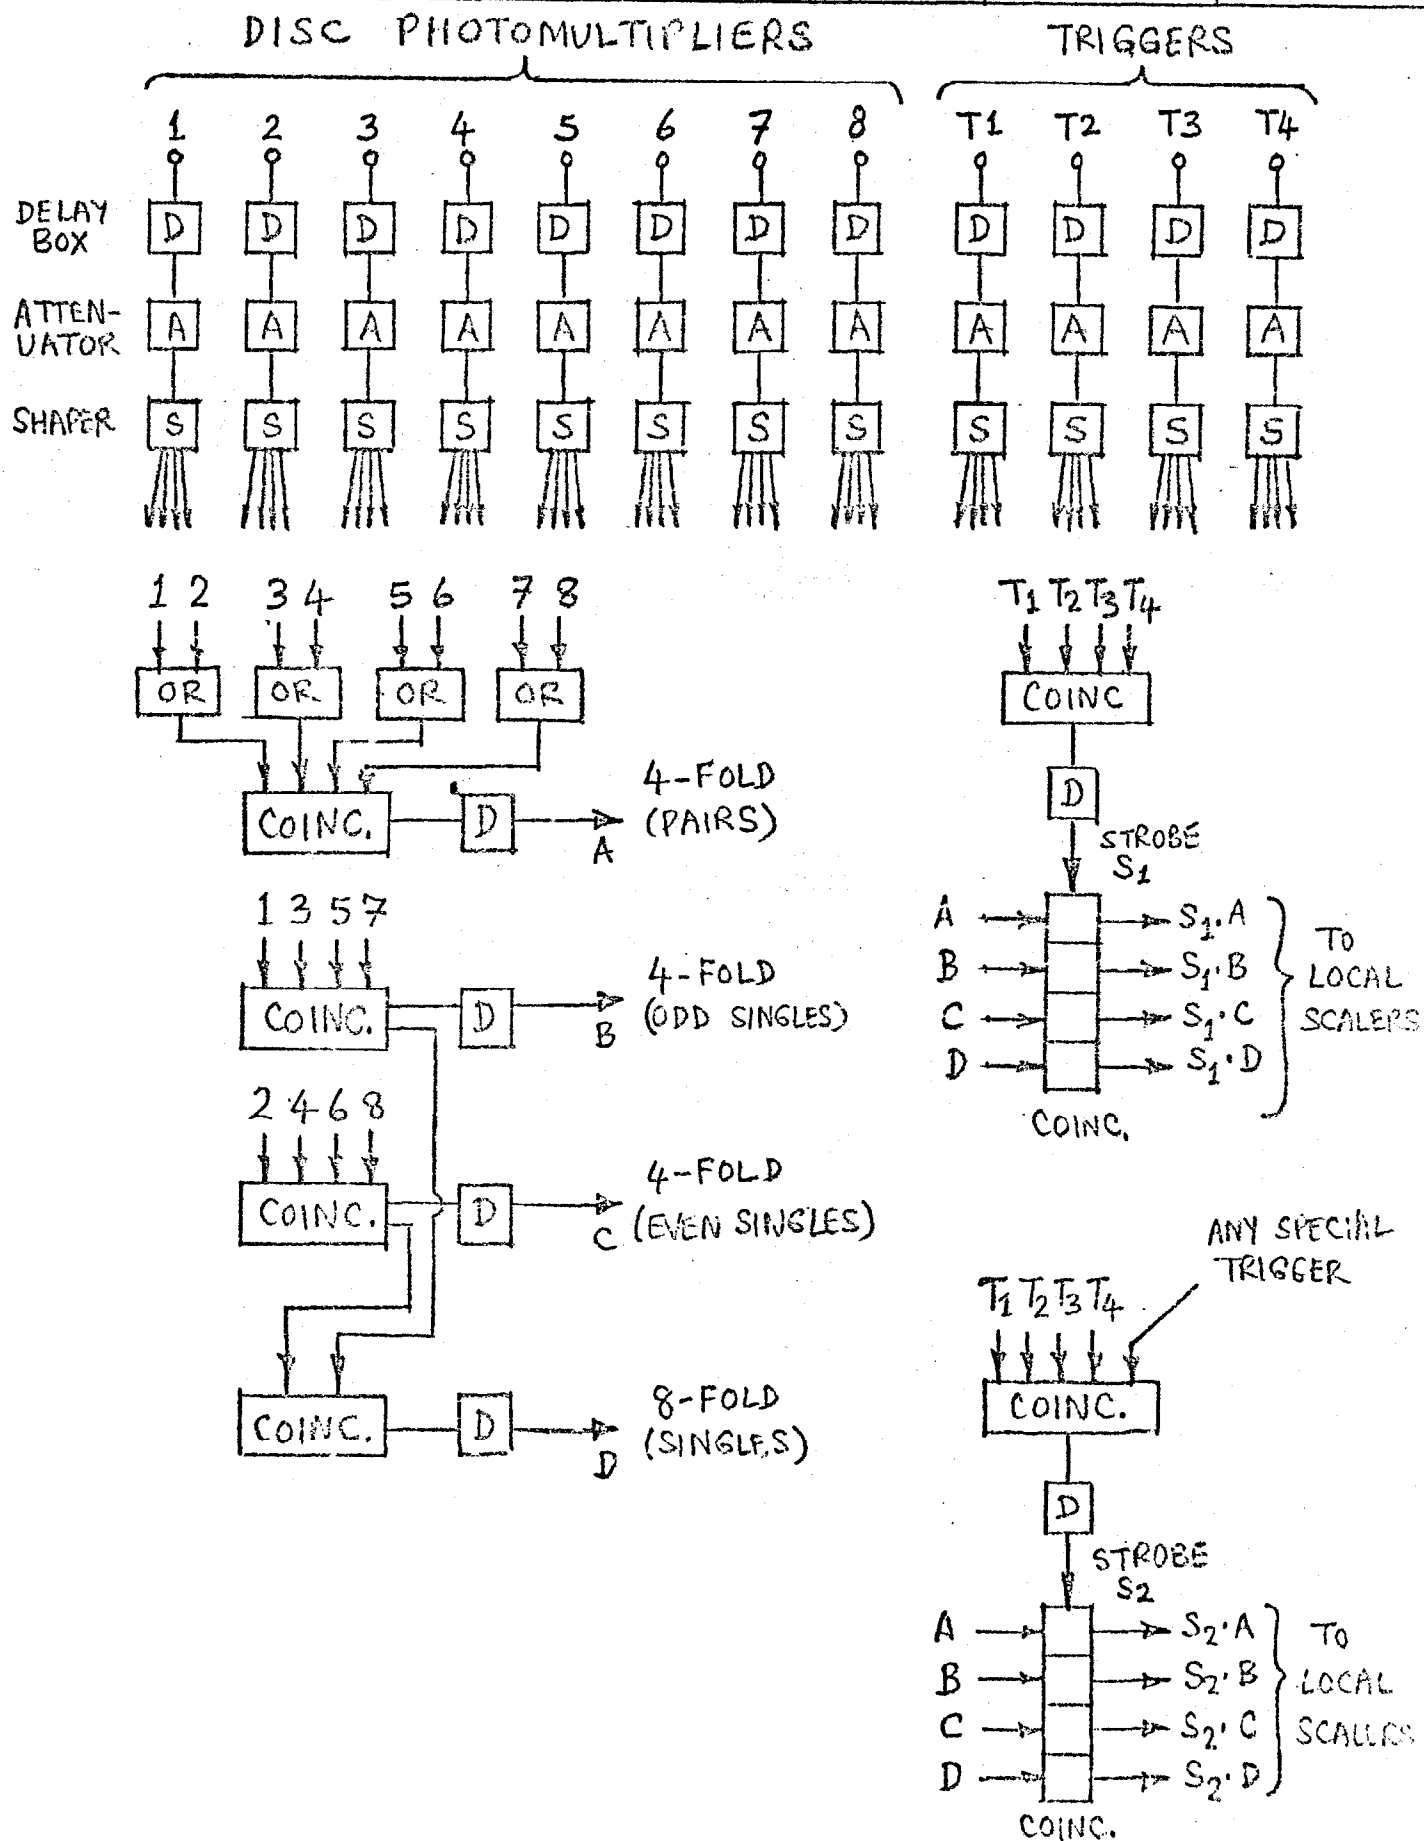 DISC PHOTOMULTIPLIERS
TRIGGERS
1 2 3 4 5 6 7 8 T1 T2 T3 T4
DELAY
BOX
D D D D D D D D D D D D
ATTEN-
UATOR
A A A A A A A A A A A A
SHAPER
S S S S S S S S S S S S
1 2 3 4 5 6 7 8
OR OR OR OR
COINC. D A
4-FOLD
(PAIRS)
1 3 5 7
COINC. D B
4-FOLD
(ODD SINGLES)
2 4 6 8
COINC. D C
4-FOLD
(EVEN SINGLES)
COINC. D D
8-FOLD
(SINGLES)
T1 T2 T3 T4
COINC
D
STROBE
S1
A S1·A
B S1·B
C S1·C
D S1·D
TO
LOCAL
SCALERS
COINC.
ANY SPECIAL
TRIGGER
T1 T2 T3 T4
COINC.
D
STROBE
S2
A S2·A
B S2·B
C S2·C
D S2·D
TO
LOCAL
SCALERS
COINC.